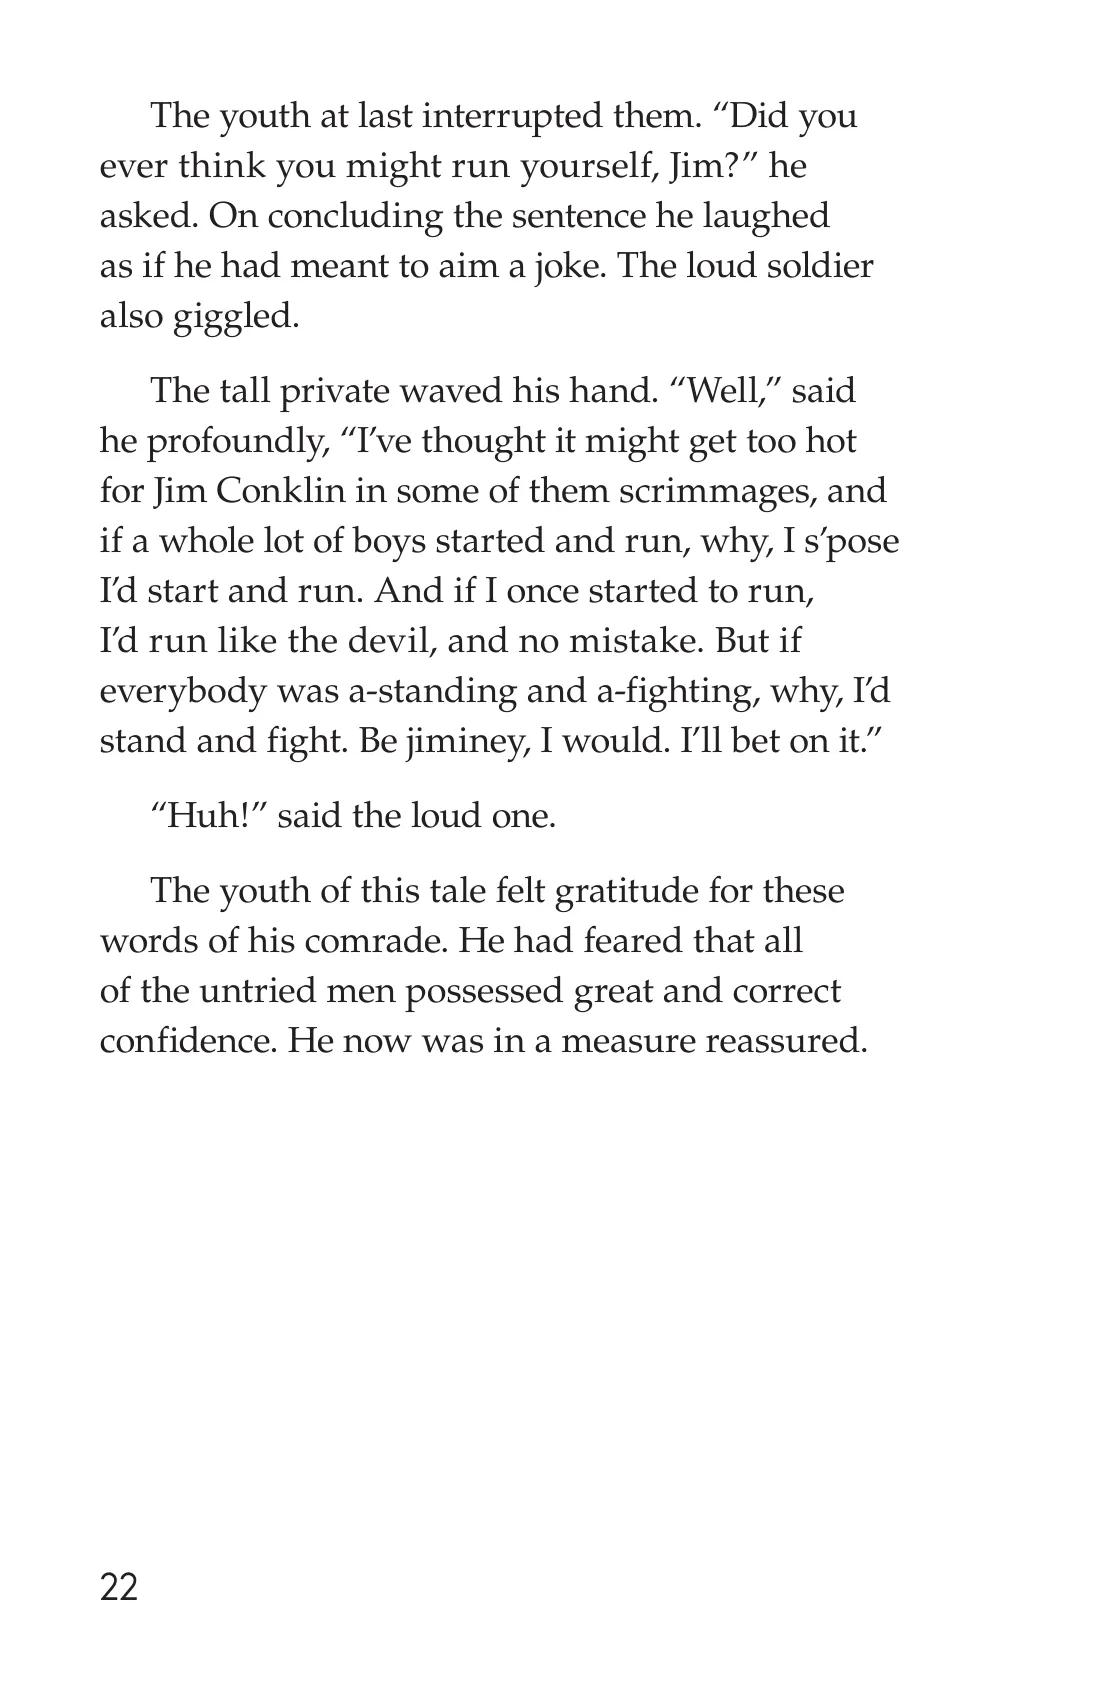 The youth at last interrupted them. “Did you
ever think you might run yourself, Jim?” he
asked. On concluding the sentence he laughed
as if he had meant to aim a joke. The loud soldier
also giggled.
The tall private waved his hand. “Well,” said
he profoundly, “I’ve thought it might get too hot
for Jim Conklin in some of them scrimmages, and
if a whole lot of boys started and run, why, I s’pose
I’d start and run. And if I once started to run,
I’d run like the devil, and no mistake. But if
everybody was a-standing and a-fighting, why, I’d
stand and fight. Be jiminey, I would. I’ll bet on it.”
“Huh!” said the loud one.
The youth of this tale felt gratitude for these
words of his comrade. He had feared that all
of the untried men possessed great and correct
confidence. He now was in a measure reassured.
22